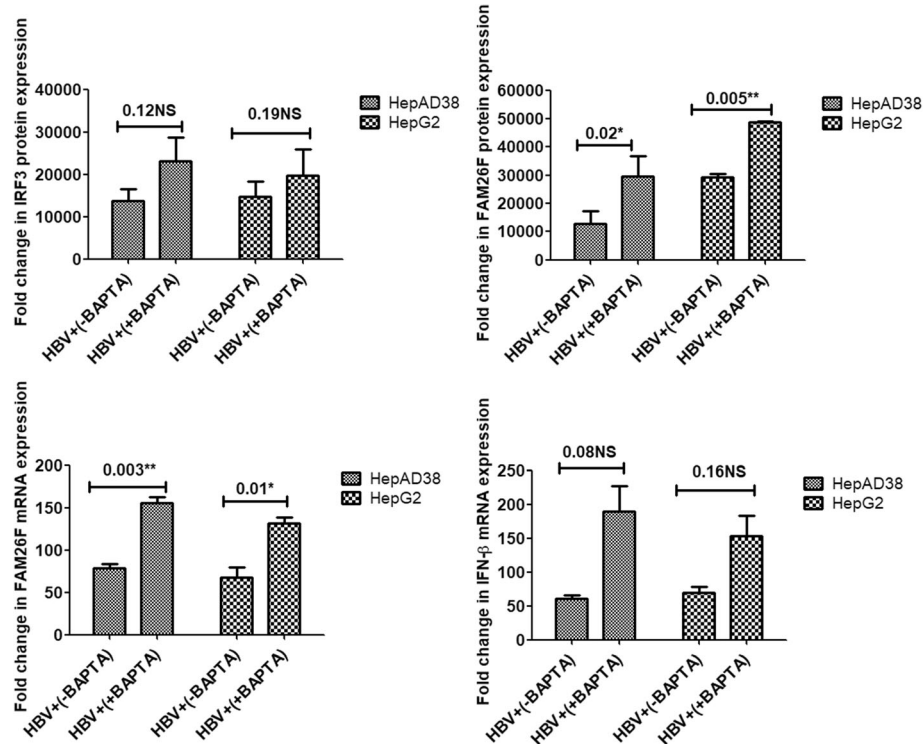 Fold change in IRF3 protein expression
40000
30000
20000
10000
0
0.12NS
0.19NS
HBV+(-BAPTA)
HBV+(+BAPTA)
HBV+(-BAPTA)
HBV+(+BAPTA)
HepAD38
HepG2
Fold change in FAM26F protein expression
60000
50000
40000
30000
20000
10000
0
0.02*
0.005**
HBV+(-BAPTA)
HBV+(+BAPTA)
HBV+(-BAPTA)
HBV+(+BAPTA)
HepAD38
HepG2
Fold change in FAM26F mRNA expression
200
150
100
50
0
0.003**
0.01*
HBV+(-BAPTA)
HBV+(+BAPTA)
HBV+(-BAPTA)
HBV+(+BAPTA)
HepAD38
HepG2
Fold change in IFN-β mRNA expression
250
200
150
100
50
0
0.08NS
0.16NS
HBV+(-BAPTA)
HBV+(+BAPTA)
HBV+(-BAPTA)
HBV+(+BAPTA)
HepAD38
HepG2